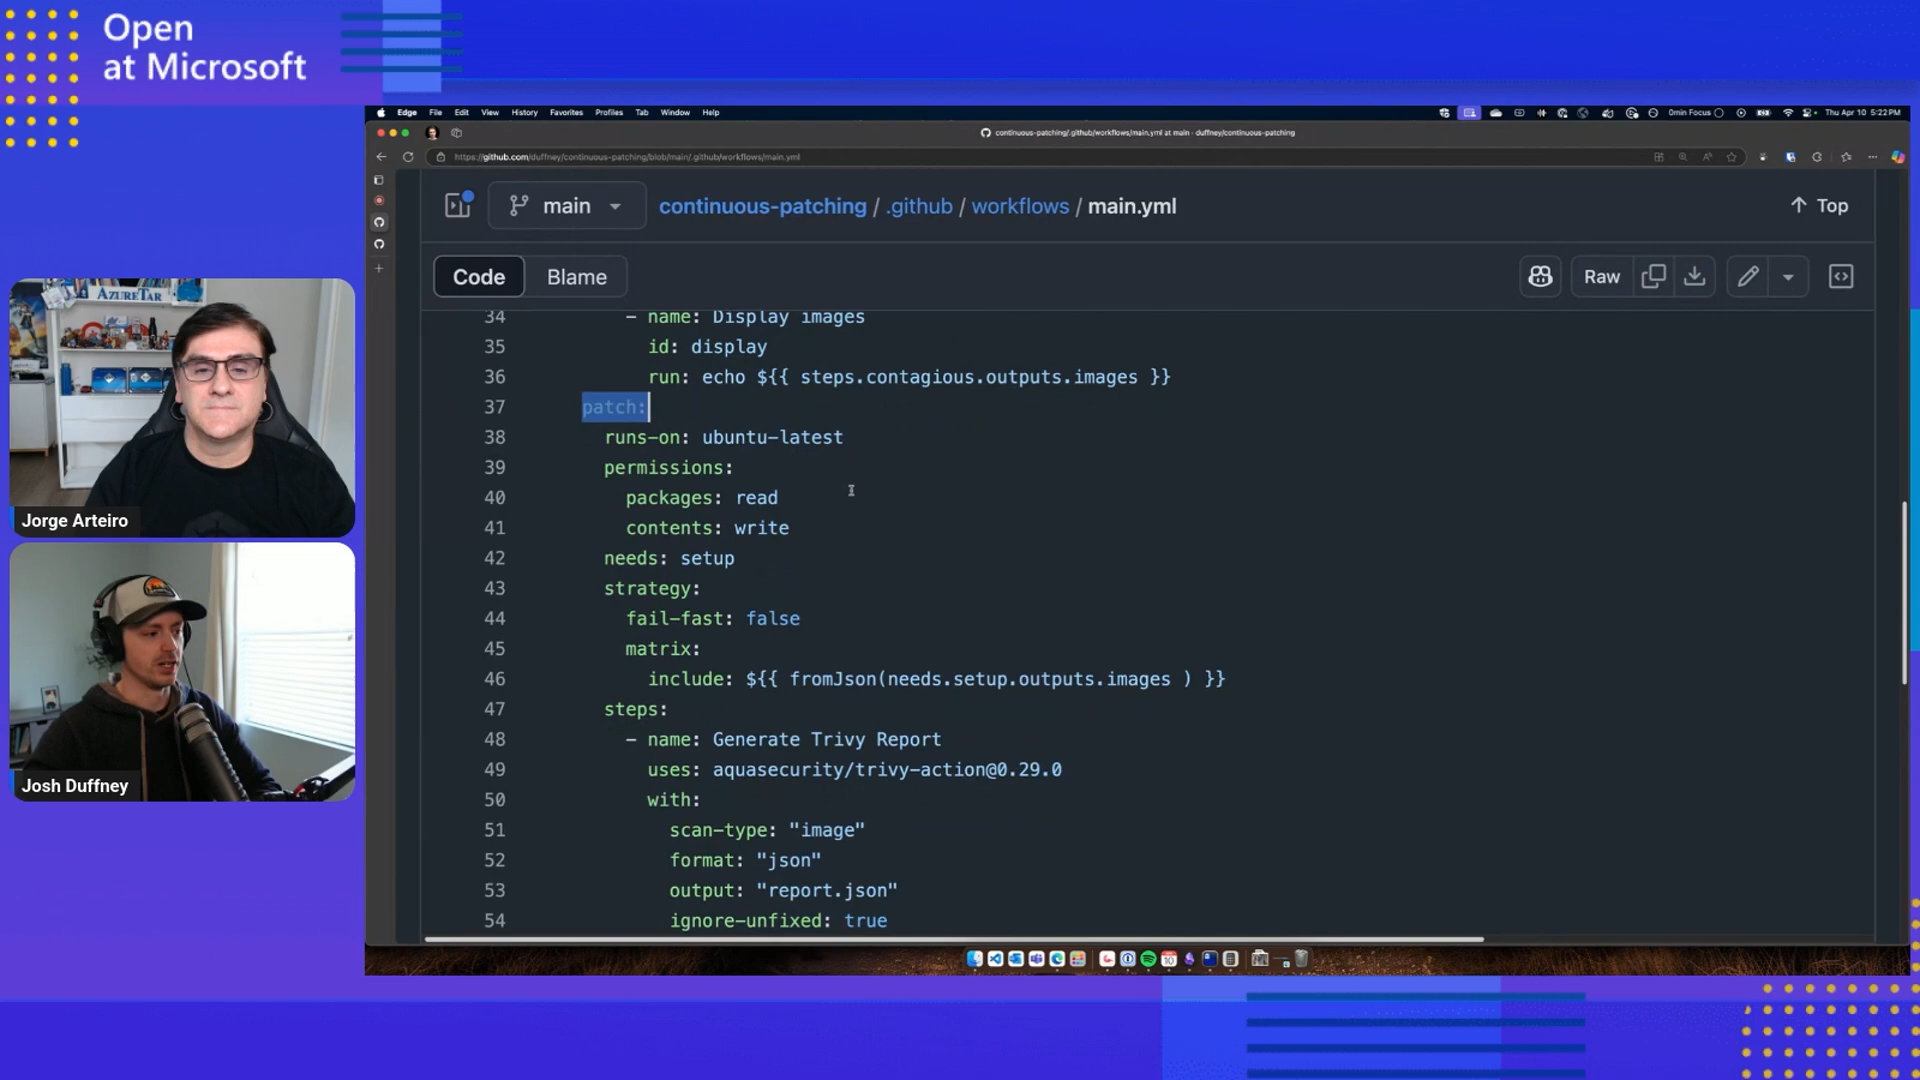 Open
at Microsoft
Edge File Edit View History Favorites Profiles Tab Window Help
0min Focus Thu Apr 10 5:22 PM
continuous-patching/.github/workflows/main.yml at main · duffney/continuous-patching
https://github.com/duffney/continuous-patching/blob/main/.github/workflows/main.yml
main continuous-patching / .github / workflows / main.yml Top
Code Blame Raw
34 - name: Display images
35 id: display
36 run: echo ${{ steps.contagious.outputs.images }}
37 patch:
38 runs-on: ubuntu-latest
39 permissions:
40 packages: read
41 contents: write
42 needs: setup
43 strategy:
44 fail-fast: false
45 matrix:
46 include: ${{ fromJson(needs.setup.outputs.images ) }}
47 steps:
48 - name: Generate Trivy Report
49 uses: aquasecurity/trivy-action@0.29.0
50 with:
51 scan-type: "image"
52 format: "json"
53 output: "report.json"
54 ignore-unfixed: true
AZURETAR
Jorge Arteiro
Josh Duffney